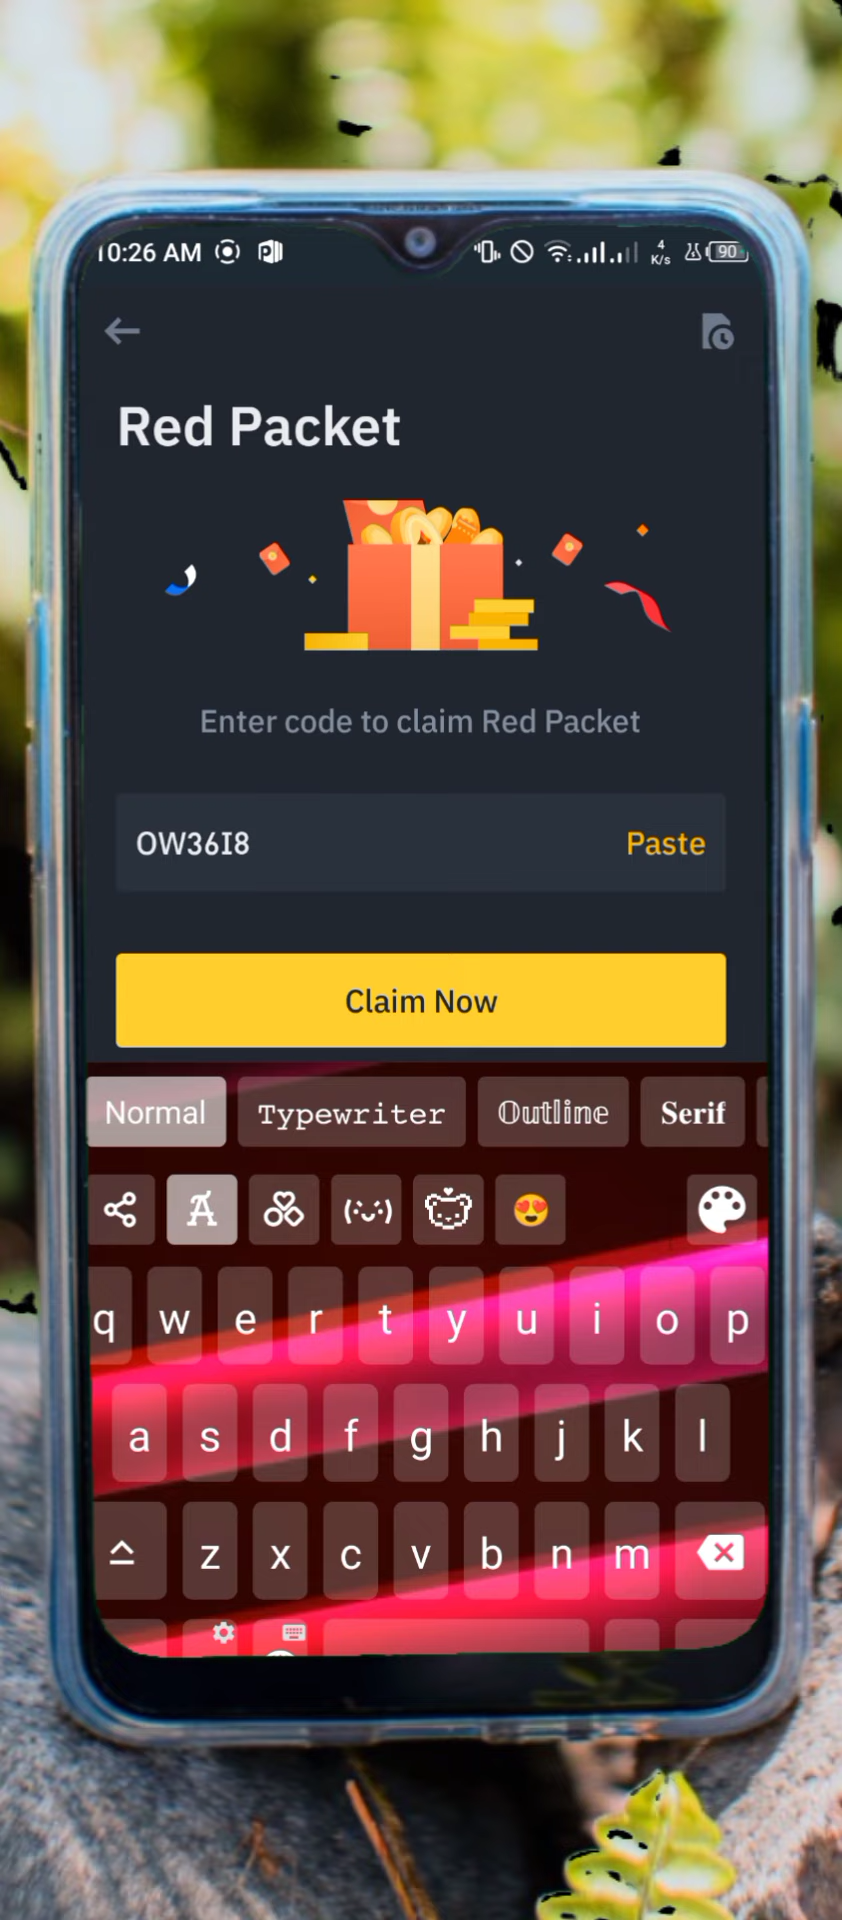 10:26 AM
4
K/s
90
Red Packet
Enter code to claim Red Packet
OW36I8 Paste
Claim Now
Normal Typewriter Outline Serif
q w e r t y u i o p
a s d f g h j k l
z x c v b n m